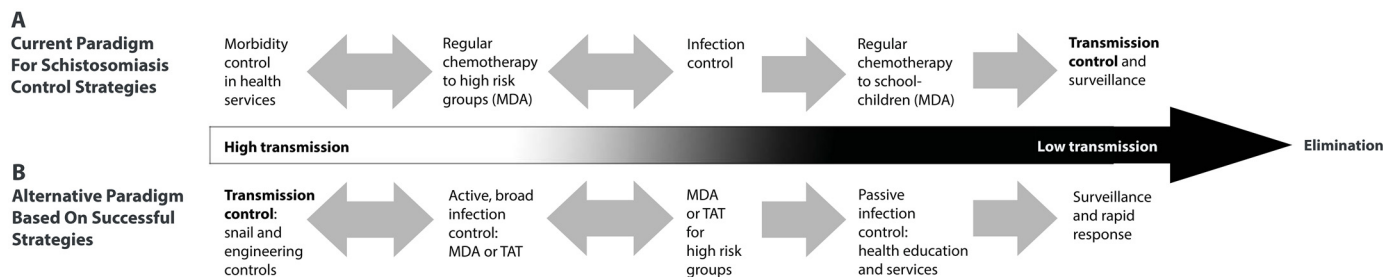 A
Current Paradigm
For Schistosomiasis
Control Strategies
Morbidity
control
in health
services
Regular
chemotherapy
to high risk
groups (MDA)
Infection
control
Regular
chemotherapy
to school-
children (MDA)
Transmission
control and
surveillance
High transmission
Low transmission
Elimination
B
Alternative Paradigm
Based On Successful
Strategies
Transmission
control:
snail and
engineering
controls
Active, broad
infection
control:
MDA or TAT
MDA
or TAT
for
high risk
groups
Passive
infection
control:
health education
and services
Surveillance
and rapid
response